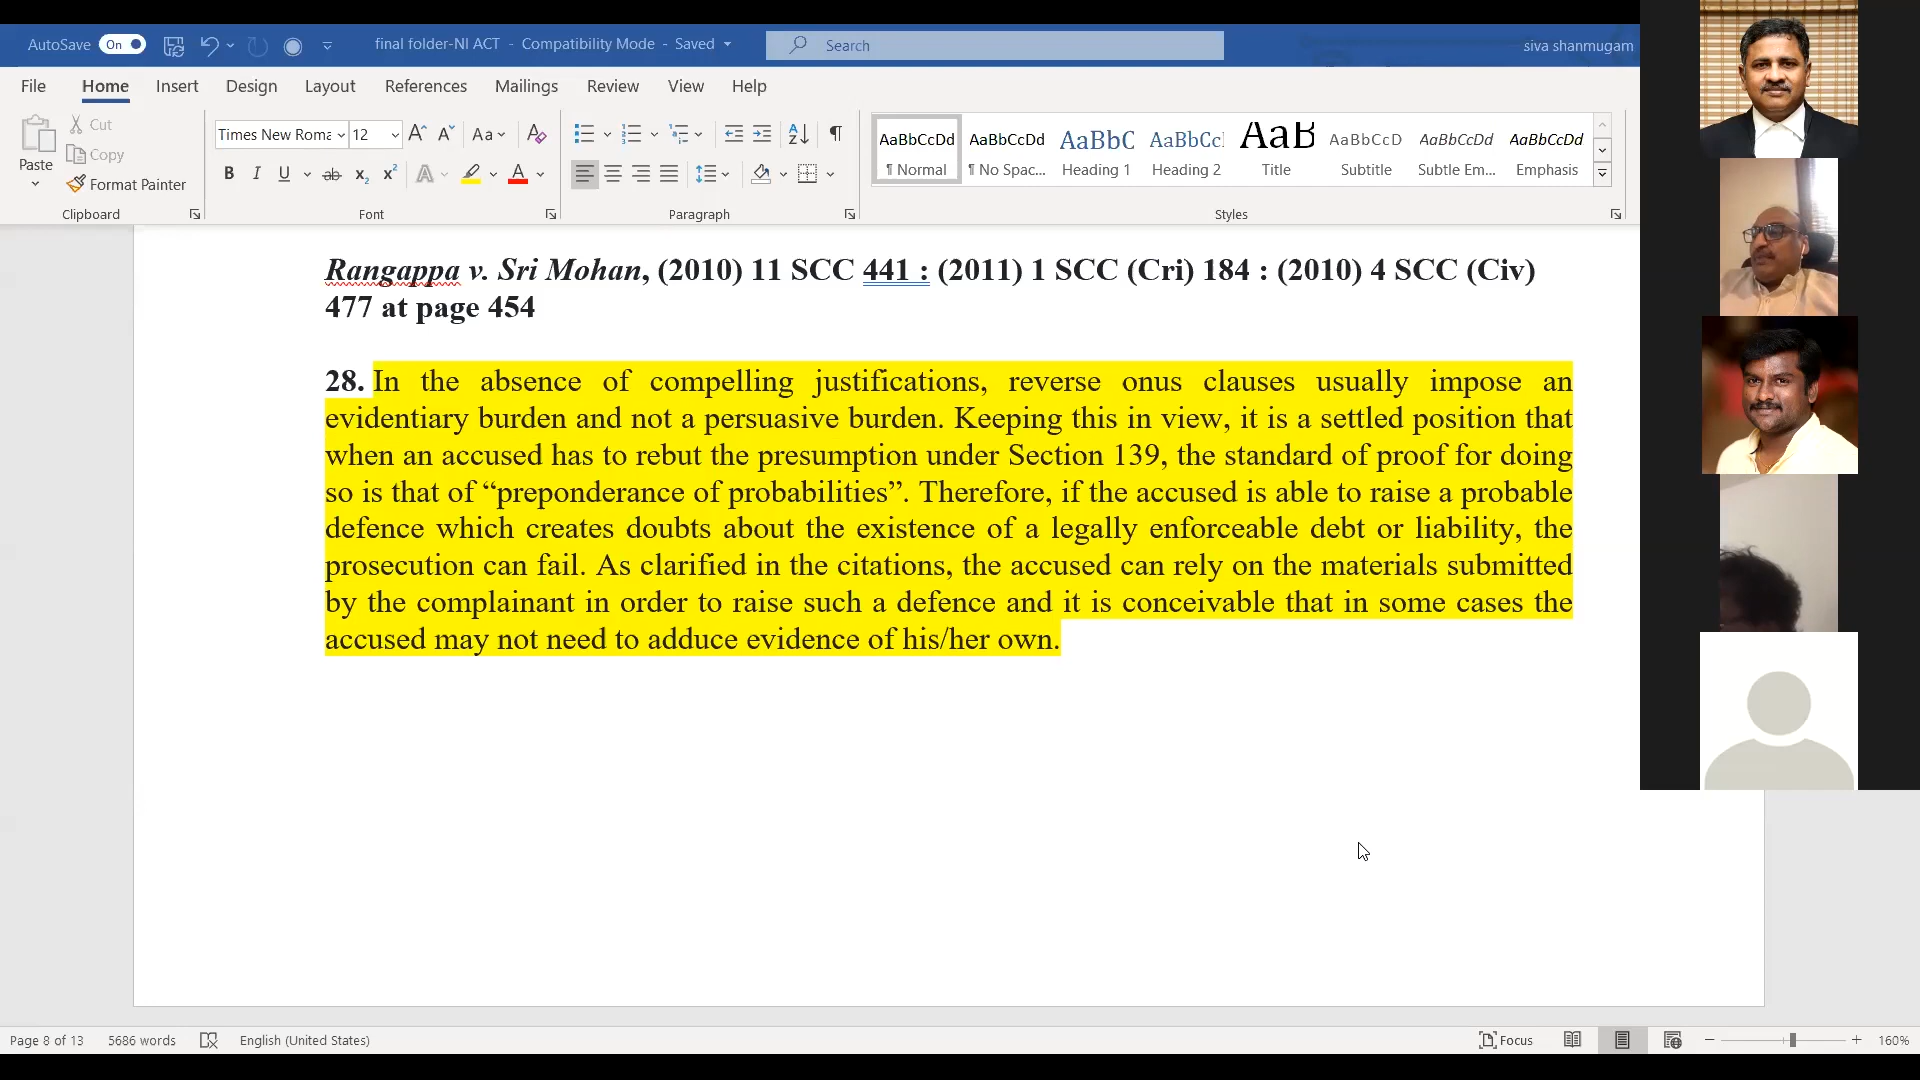 AutoSave On final folder-NI ACT - Compatibility Mode - Saved Search siva shanmugam
File Home Insert Design Layout References Mailings Review View Help
Paste Cut Copy Format Painter
Clipboard
Times New Roma 12 Aa
B I U ab x₂ x² A A
Font
Paragraph
AaBbCcDd AaBbCcDd AaBbC AaBbCcl AaB AaBbCcD AaBbCcDd AaBbCcDd
¶ Normal ¶ No Spac... Heading 1 Heading 2 Title Subtitle Subtle Em... Emphasis
Styles
Rangappa v. Sri Mohan, (2010) 11 SCC 441 : (2011) 1 SCC (Cri) 184 : (2010) 4 SCC (Civ)
477 at page 454
28. In the absence of compelling justifications, reverse onus clauses usually impose an
evidentiary burden and not a persuasive burden. Keeping this in view, it is a settled position that
when an accused has to rebut the presumption under Section 139, the standard of proof for doing
so is that of “preponderance of probabilities”. Therefore, if the accused is able to raise a probable
defence which creates doubts about the existence of a legally enforceable debt or liability, the
prosecution can fail. As clarified in the citations, the accused can rely on the materials submitted
by the complainant in order to raise such a defence and it is conceivable that in some cases the
accused may not need to adduce evidence of his/her own.
Page 8 of 13 5686 words English (United States) Focus 160%